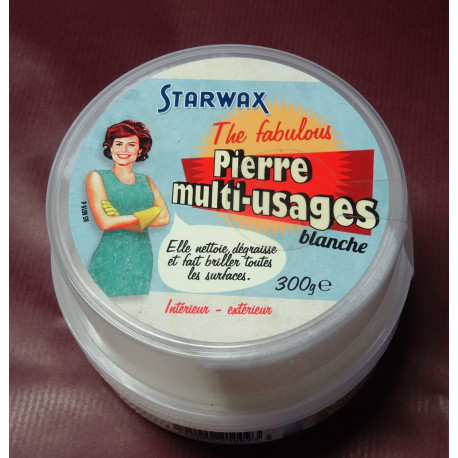 STARWAX
The fabulous
Pierre
multi-usages
blanche
Elle nettoie, dégraisse
et fait briller toutes
les surfaces.
300g e
Intérieur - extérieur